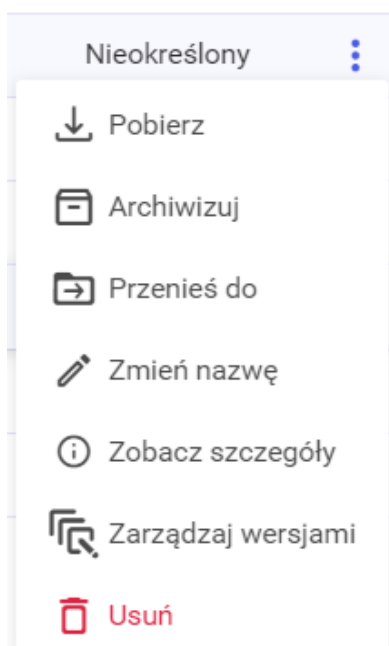 Nieokreślony
Pobierz
Archiwizuj
Przenieś do
Zmień nazwę
Zobacz szczegóły
Zarządzaj wersjami
Usuń